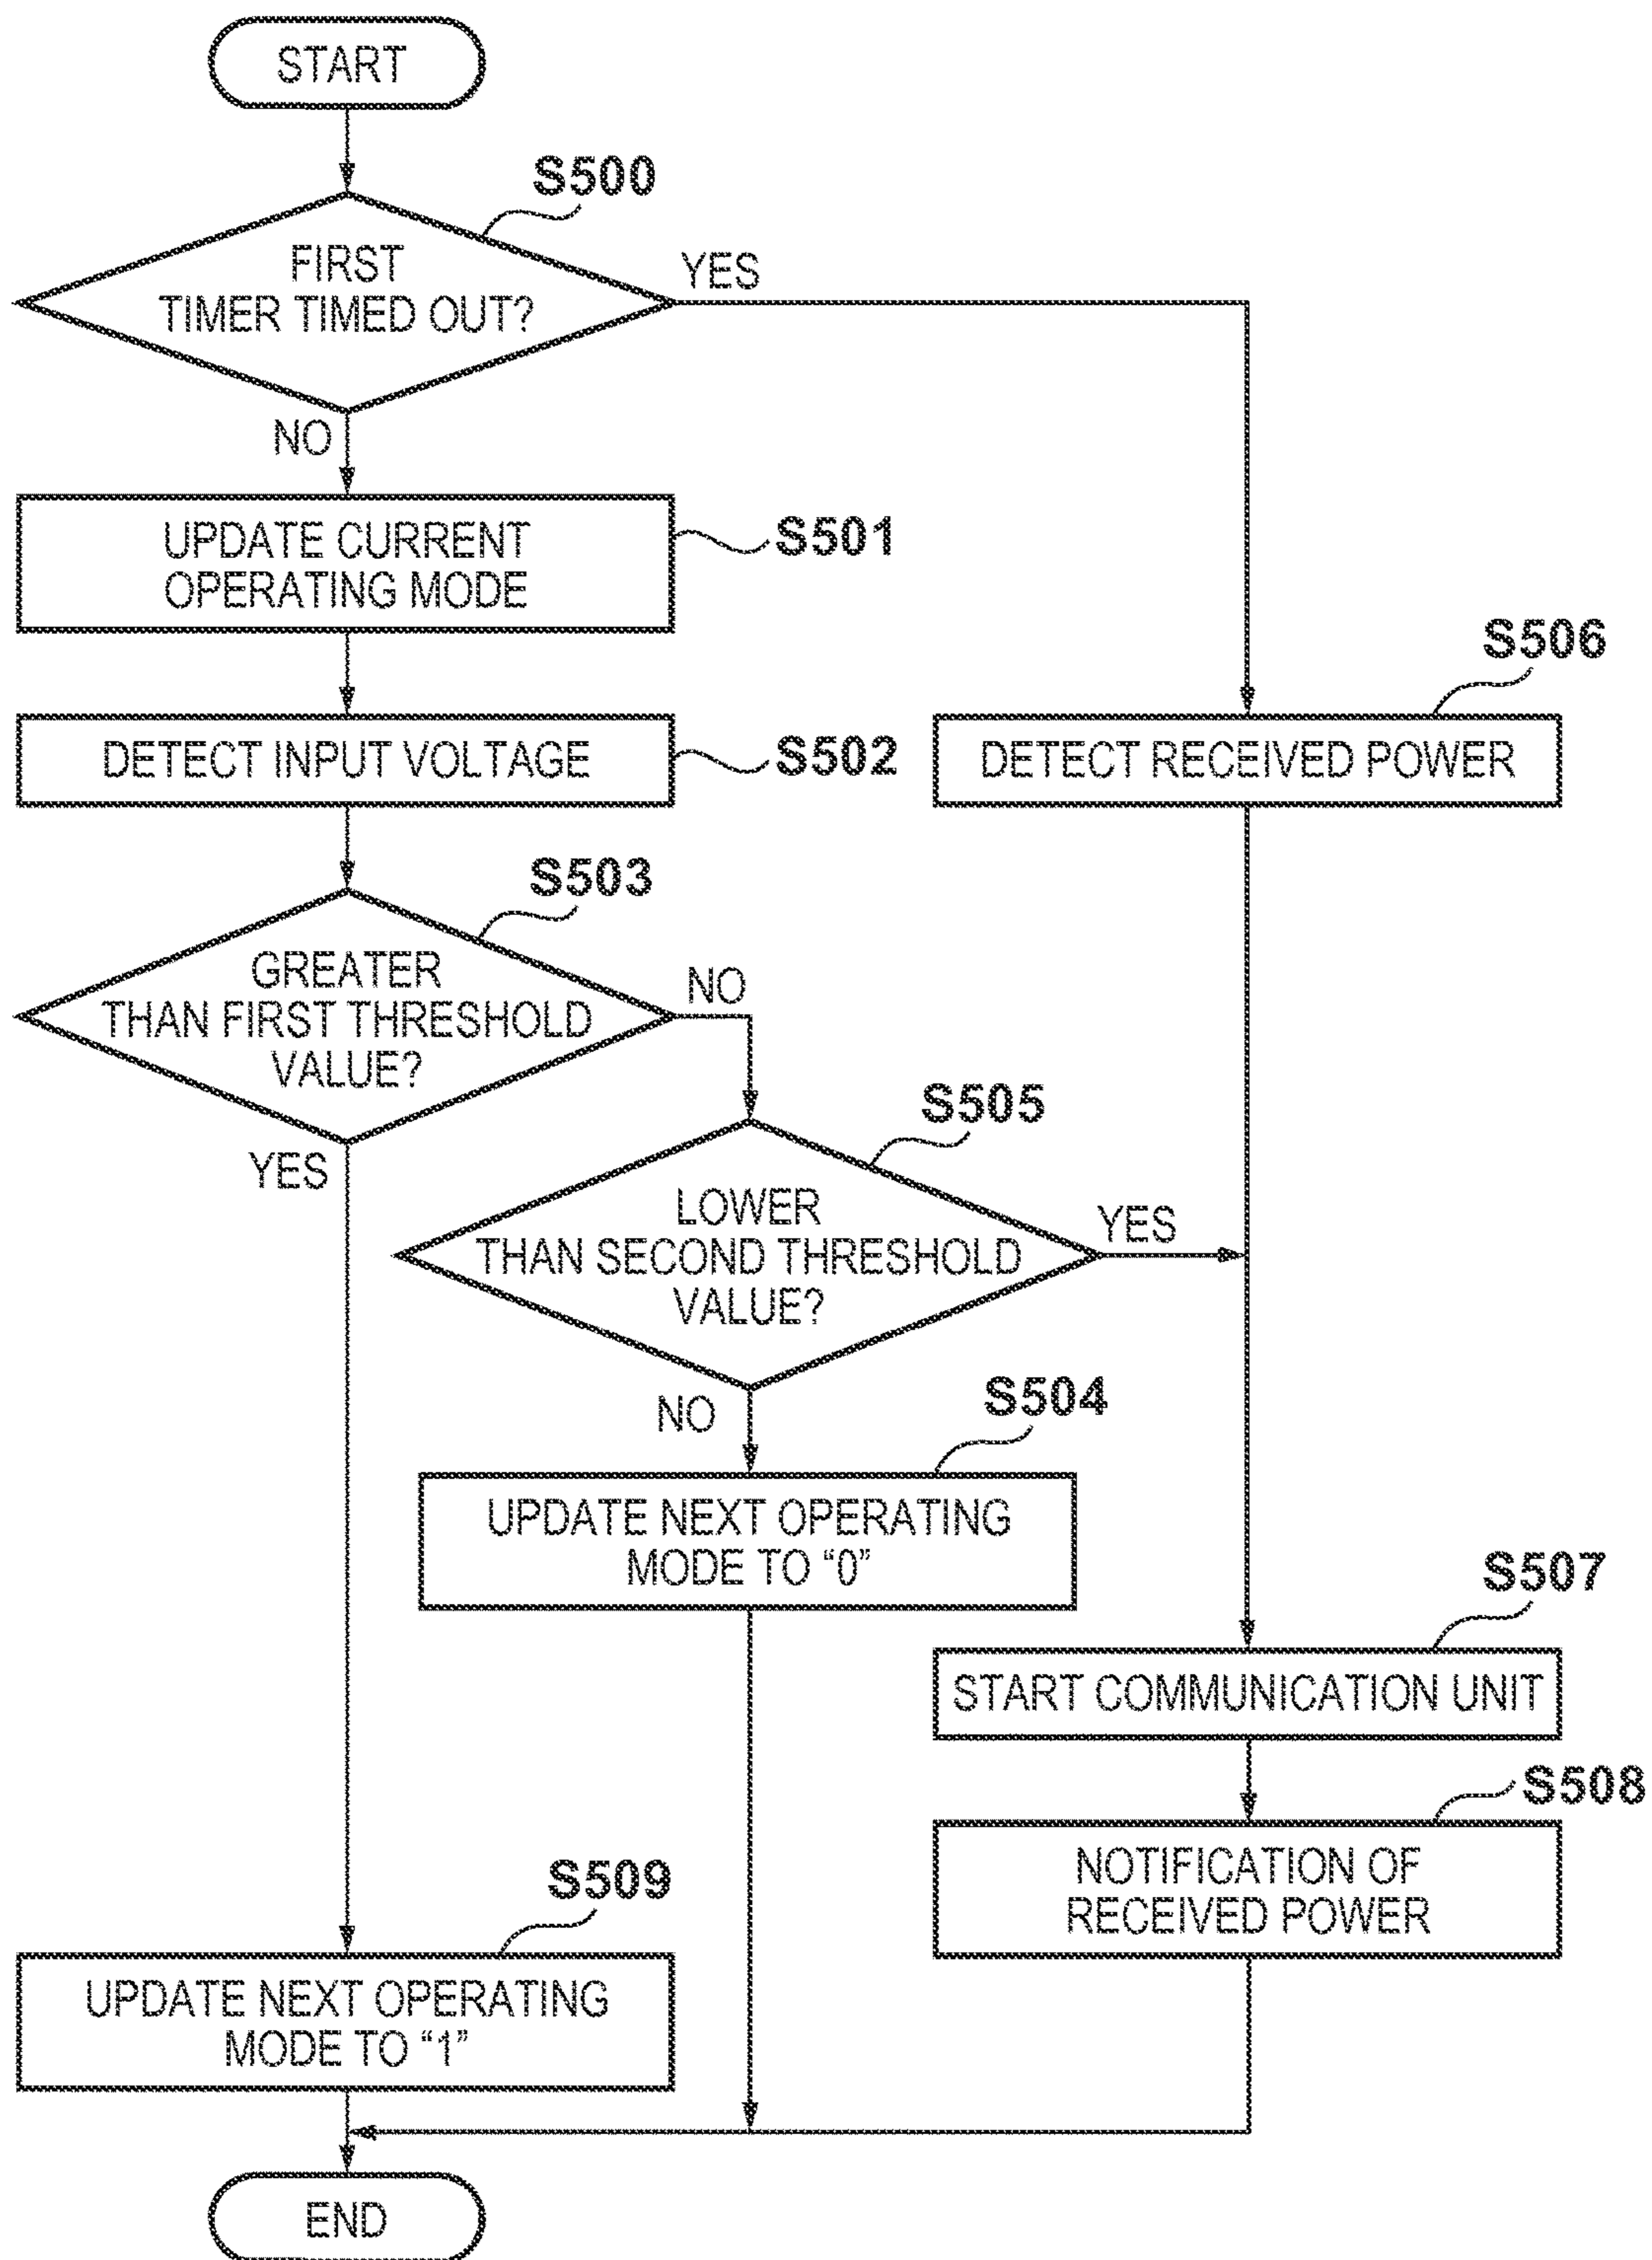 START
S500
FIRST
TIMER TIMED OUT?
YES
NO
UPDATE CURRENT
OPERATING MODE
S501
S506
DETECT INPUT VOLTAGE
S502
DETECT RECEIVED POWER
S503
GREATER
THAN FIRST THRESHOLD
VALUE?
NO
YES
S505
LOWER
THAN SECOND THRESHOLD
VALUE?
YES
NO
S504
UPDATE NEXT OPERATING
MODE TO “0”
S507
START COMMUNICATION UNIT
S508
NOTIFICATION OF
RECEIVED POWER
S509
UPDATE NEXT OPERATING
MODE TO “1”
END